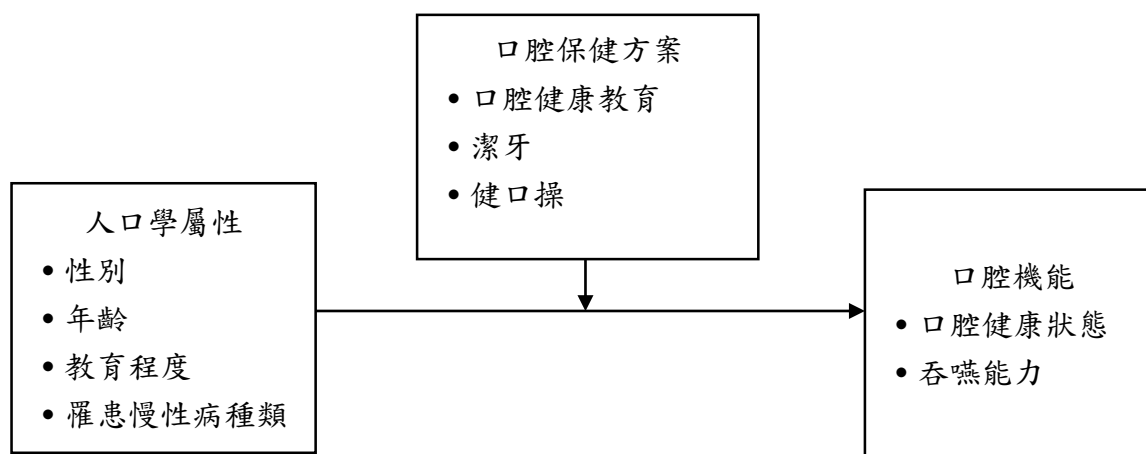 口腔保健方案
• 口腔健康教育
• 潔牙
• 健口操
人口學屬性
• 性別
• 年齡
• 教育程度
• 罹患慢性病種類
口腔機能
• 口腔健康狀態
• 吞嚥能力